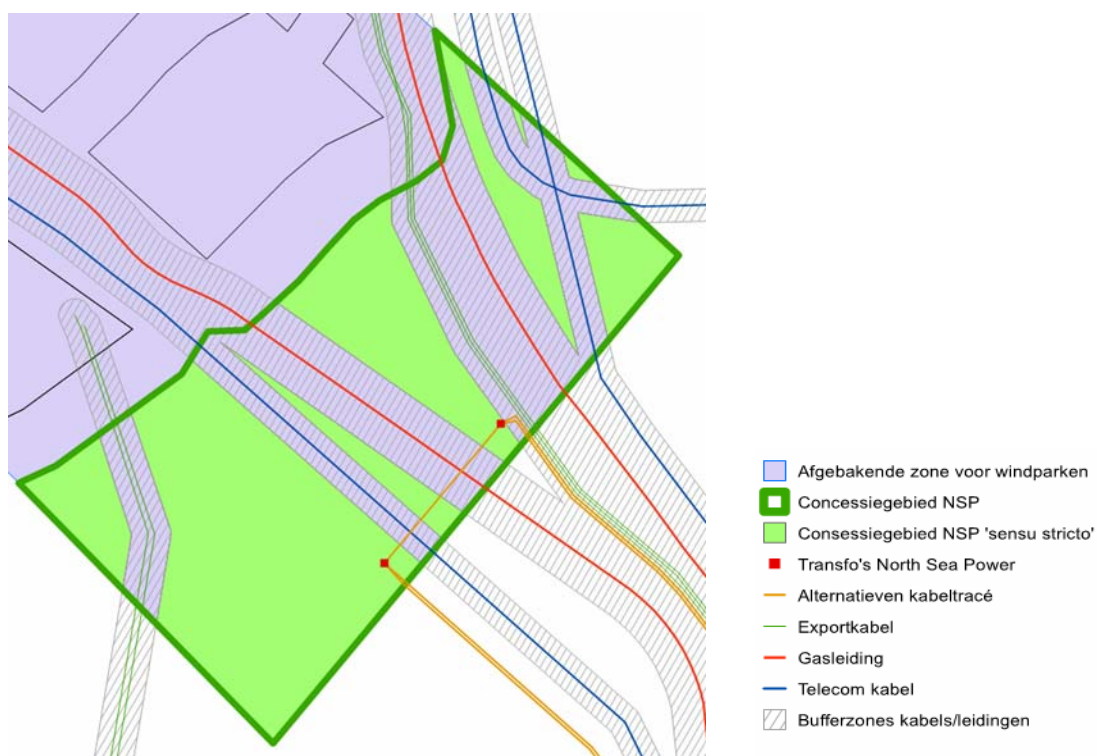 Afgebakende zone voor windparken
Concessiegebied NSP
Consessiegebied NSP 'sensu stricto'
Transfo's North Sea Power
Alternatieven kabeltracé
Exportkabel
Gasleiding
Telecom kabel
Bufferzones kabels/leidingen